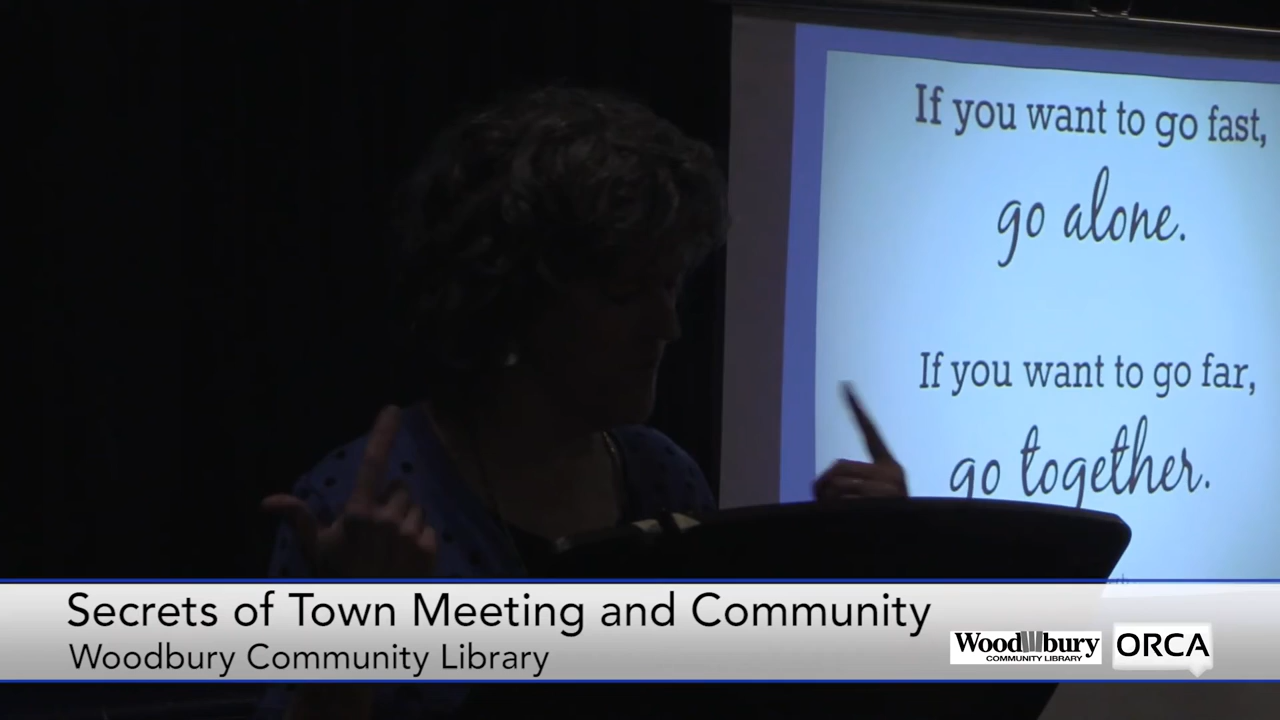 If you want to go fast,
go alone.
If you want to go far,
go together.
Secrets of Town Meeting and Community
Woodbury Community Library
Woodbury
COMMUNITY LIBRARY
ORCA